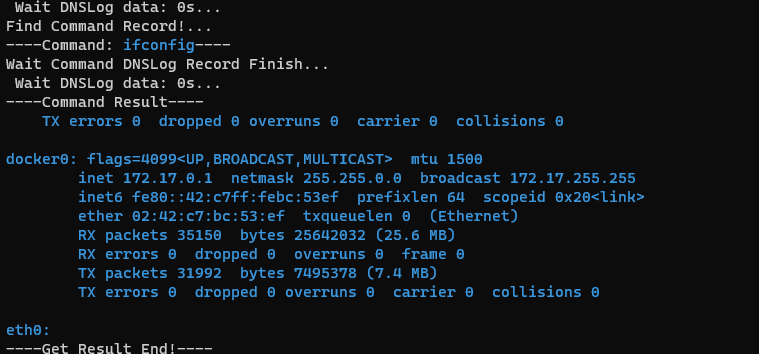 Wait DNSLog data: 0s...
Find Command Record!...
----Command: ifconfig----
Wait Command DNSLog Record Finish...
Wait DNSLog data: 0s...
----Command Result----
TX errors 0  dropped 0 overruns 0  carrier 0  collisions 0
docker0: flags=4099<UP,BROADCAST,MULTICAST>  mtu 1500
inet 172.17.0.1  netmask 255.255.0.0  broadcast 172.17.255.255
inet6 fe80::42:c7ff:febc:53ef  prefixlen 64  scopeid 0x20<link>
ether 02:42:c7:bc:53:ef  txqueuelen 0  (Ethernet)
RX packets 35150  bytes 25642032 (25.6 MB)
RX errors 0  dropped 0  overruns 0  frame 0
TX packets 31992  bytes 7495378 (7.4 MB)
TX errors 0  dropped 0 overruns 0  carrier 0  collisions 0
eth0:
----Get Result End!----